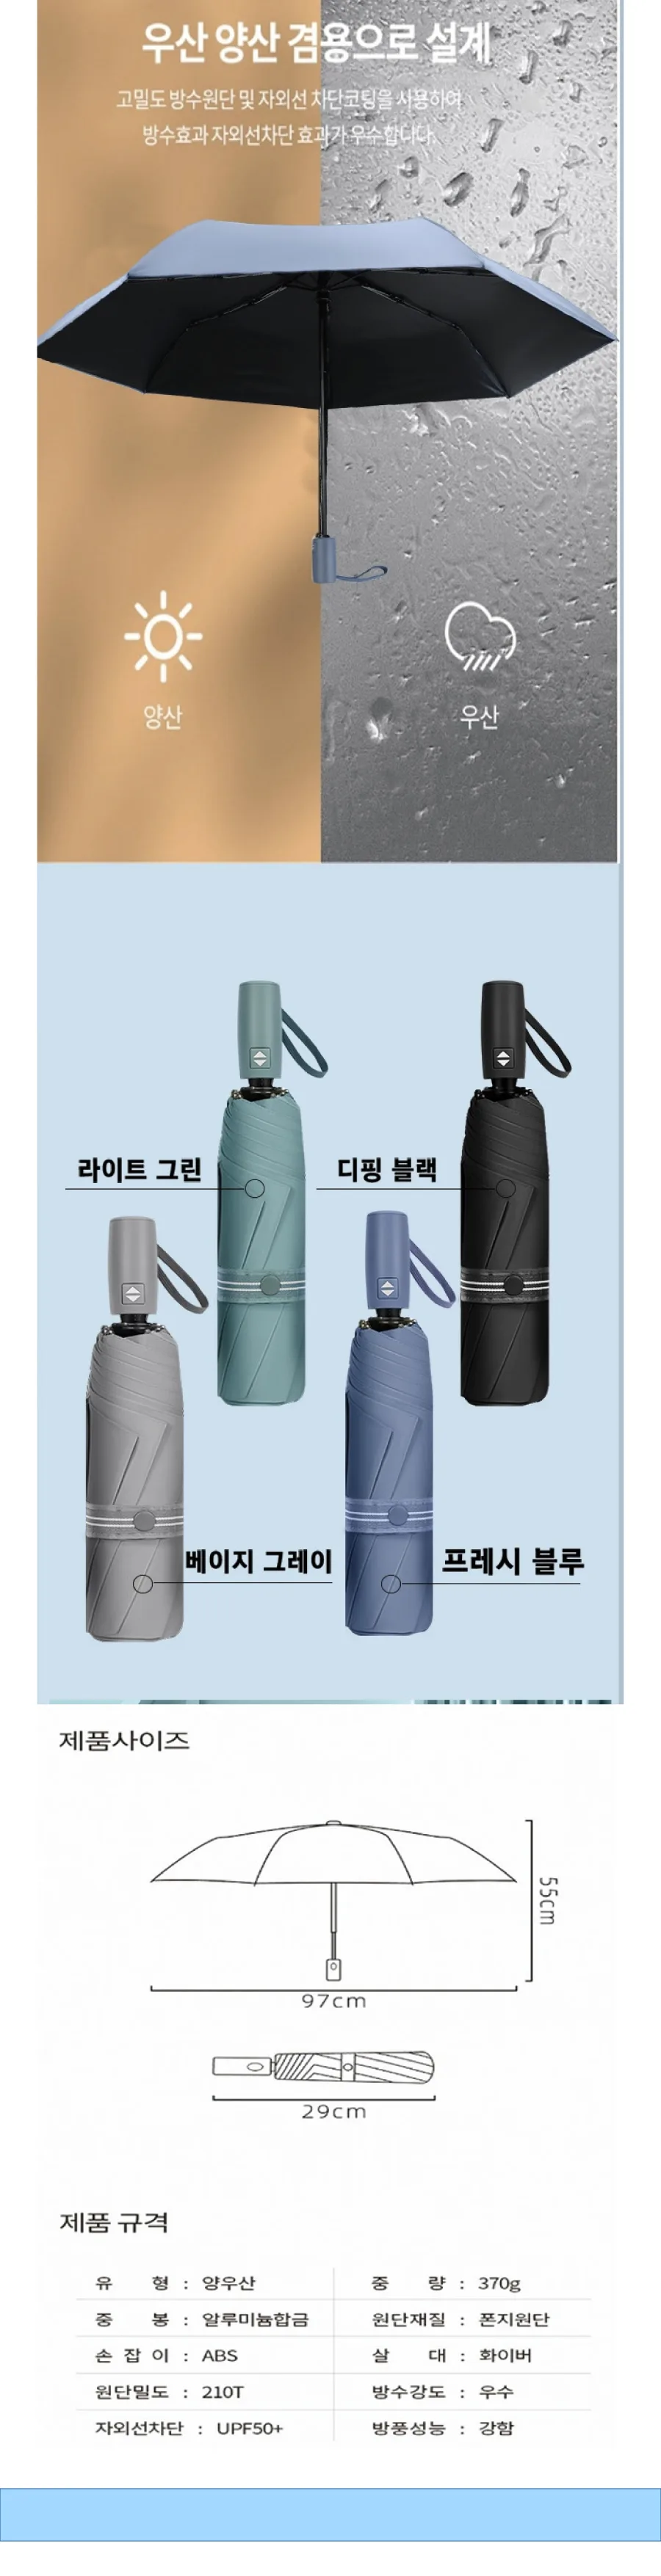 우산 양산 겸용으로 설계
고밀도 방수원단 및 자외선 차단코팅을 사용하여
방수효과 자외선차단 효과가 우수합니다.
양산
우산
라이트 그린
디핑 블랙
베이지 그레이
프레시 블루
제품사이즈
55cm
97cm
29cm
제품 규격
유 형 : 양우산
중 량 : 370g
중 봉 : 알루미늄합금
원단재질 : 폰지원단
손 잡 이 : ABS
살 대 : 화이버
원단밀도 : 210T
방수강도 : 우수
자외선차단 : UPF50+
방풍성능 : 강함